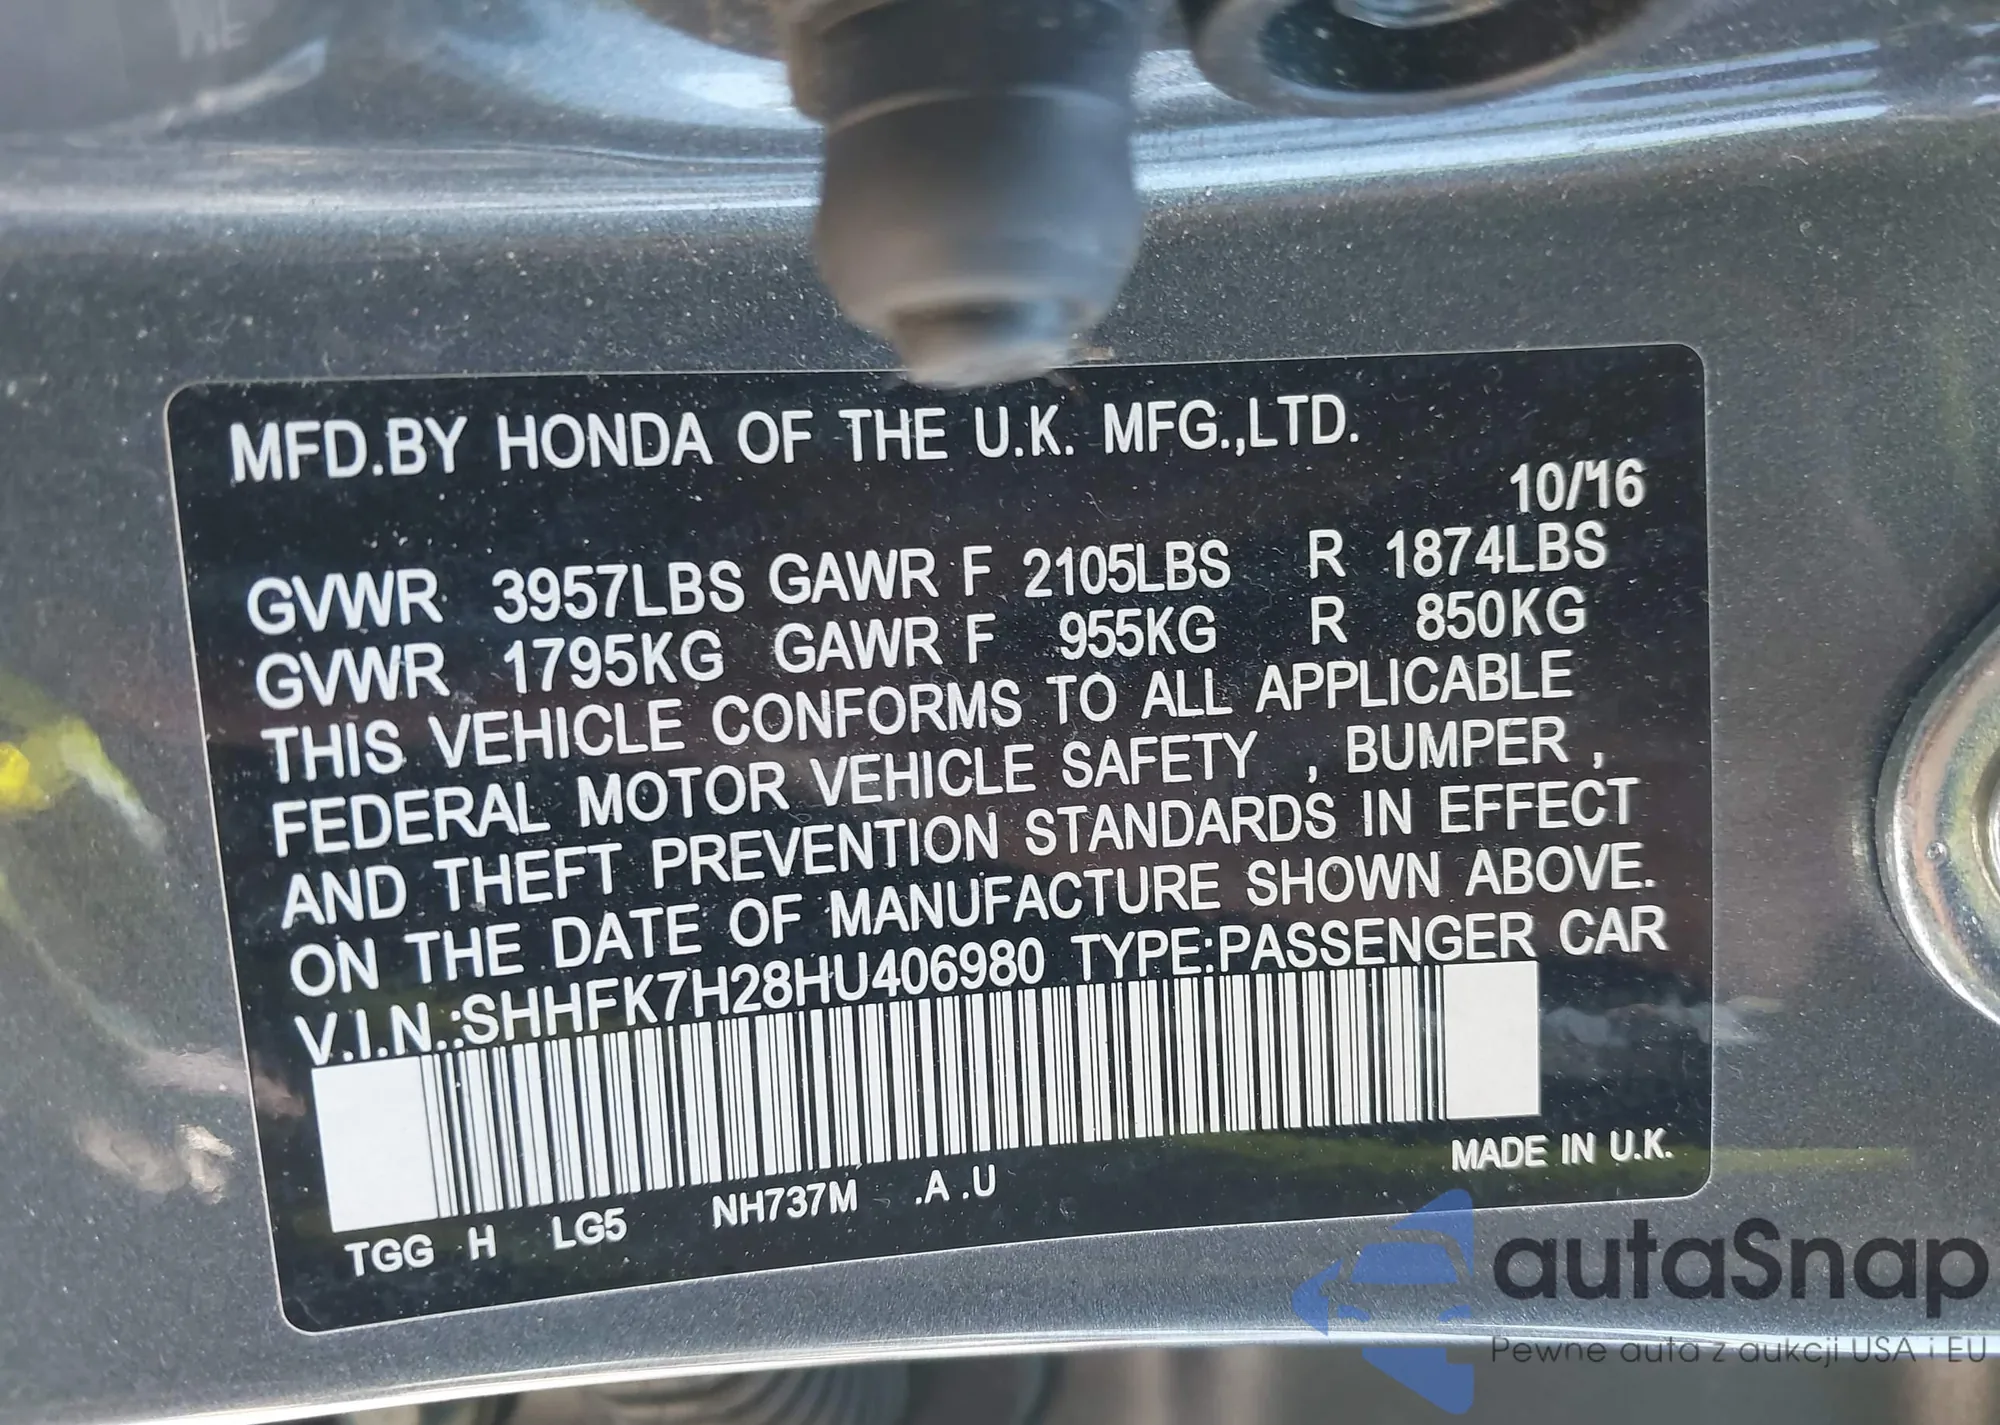 MFD.BY HONDA OF THE U.K. MFG.,LTD.
10/16
GVWR 3957LBS GAWR F 2105LBS R 1874LBS
GVWR 1795KG GAWR F 955KG R 850KG
THIS VEHICLE CONFORMS TO ALL APPLICABLE
FEDERAL MOTOR VEHICLE SAFETY , BUMPER ,
AND THEFT PREVENTION STANDARDS IN EFFECT
ON THE DATE OF MANUFACTURE SHOWN ABOVE.
V.I.N.:SHHFK7H28HU406980 TYPE:PASSENGER CAR
MADE IN U.K.
TGG H LG5 NH737M .A .U
autaSnap
Pewne auta z aukcji USA i EU